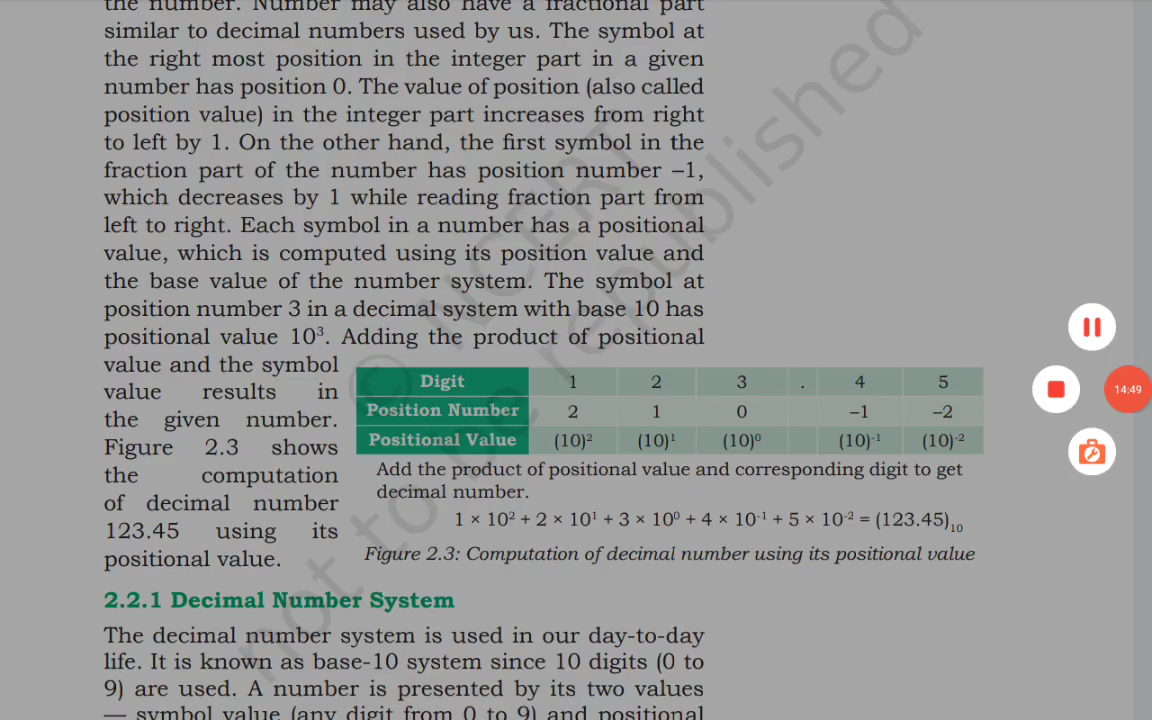 the number. Number may also have a fractional part
similar to decimal numbers used by us. The symbol at
the right most position in the integer part in a given
number has position 0. The value of position (also called
position value) in the integer part increases from right
to left by 1. On the other hand, the first symbol in the
fraction part of the number has position number –1,
which decreases by 1 while reading fraction part from
left to right. Each symbol in a number has a positional
value, which is computed using its position value and
the base value of the number system. The symbol at
position number 3 in a decimal system with base 10 has
positional value 10³. Adding the product of positional
value and the symbol
value results in
the given number.
Figure 2.3 shows
the computation
of decimal number
123.45 using its
positional value.
Digit 1 2 3 . 4 5
Position Number 2 1 0 –1 –2
Positional Value (10)² (10)¹ (10)⁰ (10)⁻¹ (10)⁻²
Add the product of positional value and corresponding digit to get
decimal number.
1 × 10² + 2 × 10¹ + 3 × 10⁰ + 4 × 10⁻¹ + 5 × 10⁻² = (123.45)₁₀
Figure 2.3: Computation of decimal number using its positional value
2.2.1 Decimal Number System
The decimal number system is used in our day-to-day
life. It is known as base-10 system since 10 digits (0 to
9) are used. A number is presented by its two values
— symbol value (any digit from 0 to 9) and positional
© NCERT
not to be republished
14:49